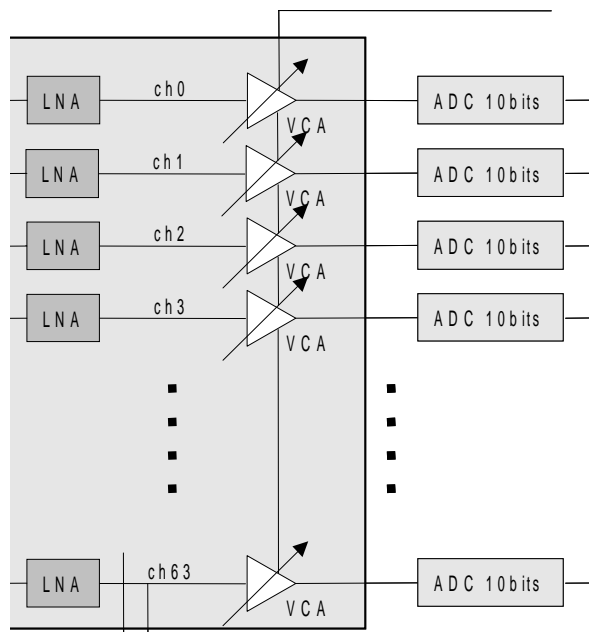 LNA ch0 VCA ADC 10bits
LNA ch1 VCA ADC 10bits
LNA ch2 VCA ADC 10bits
LNA ch3 VCA ADC 10bits
LNA ch63 VCA ADC 10bits